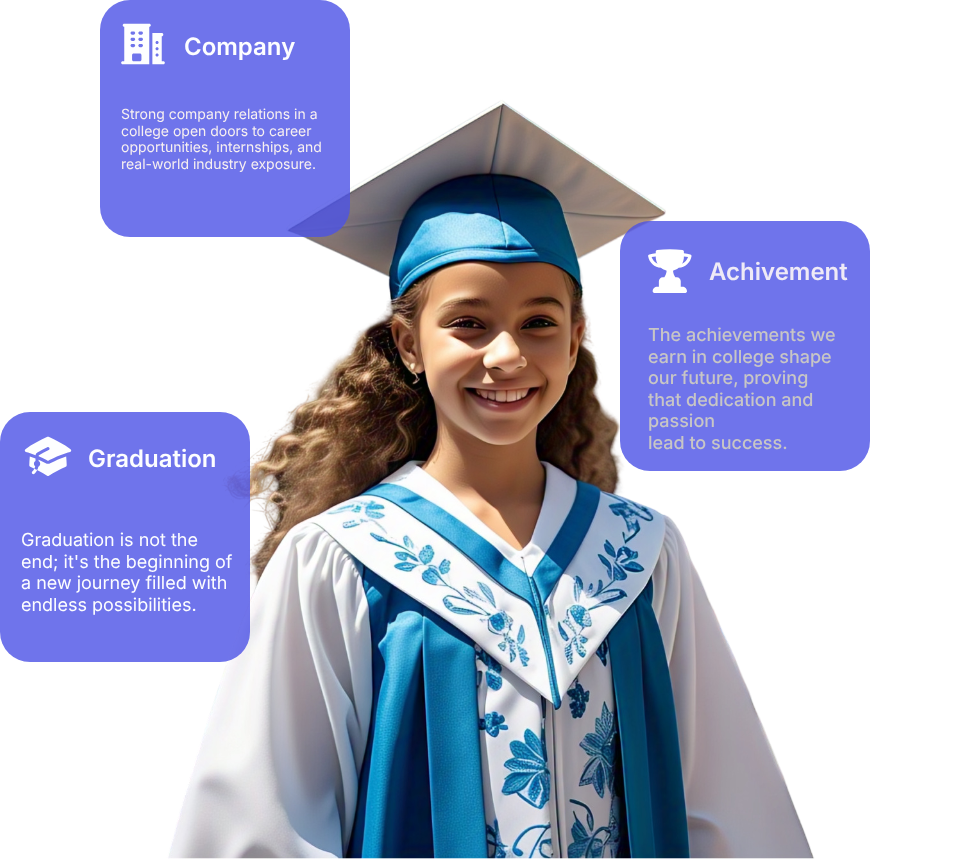 Company
Strong company relations in a
college open doors to career
opportunities, internships, and
real-world industry exposure.
Achivement
The achievements we
earn in college shape
our future, proving
that dedication and
passion
lead to success.
Graduation
Graduation is not the
end; it's the beginning of
a new journey filled with
endless possibilities.